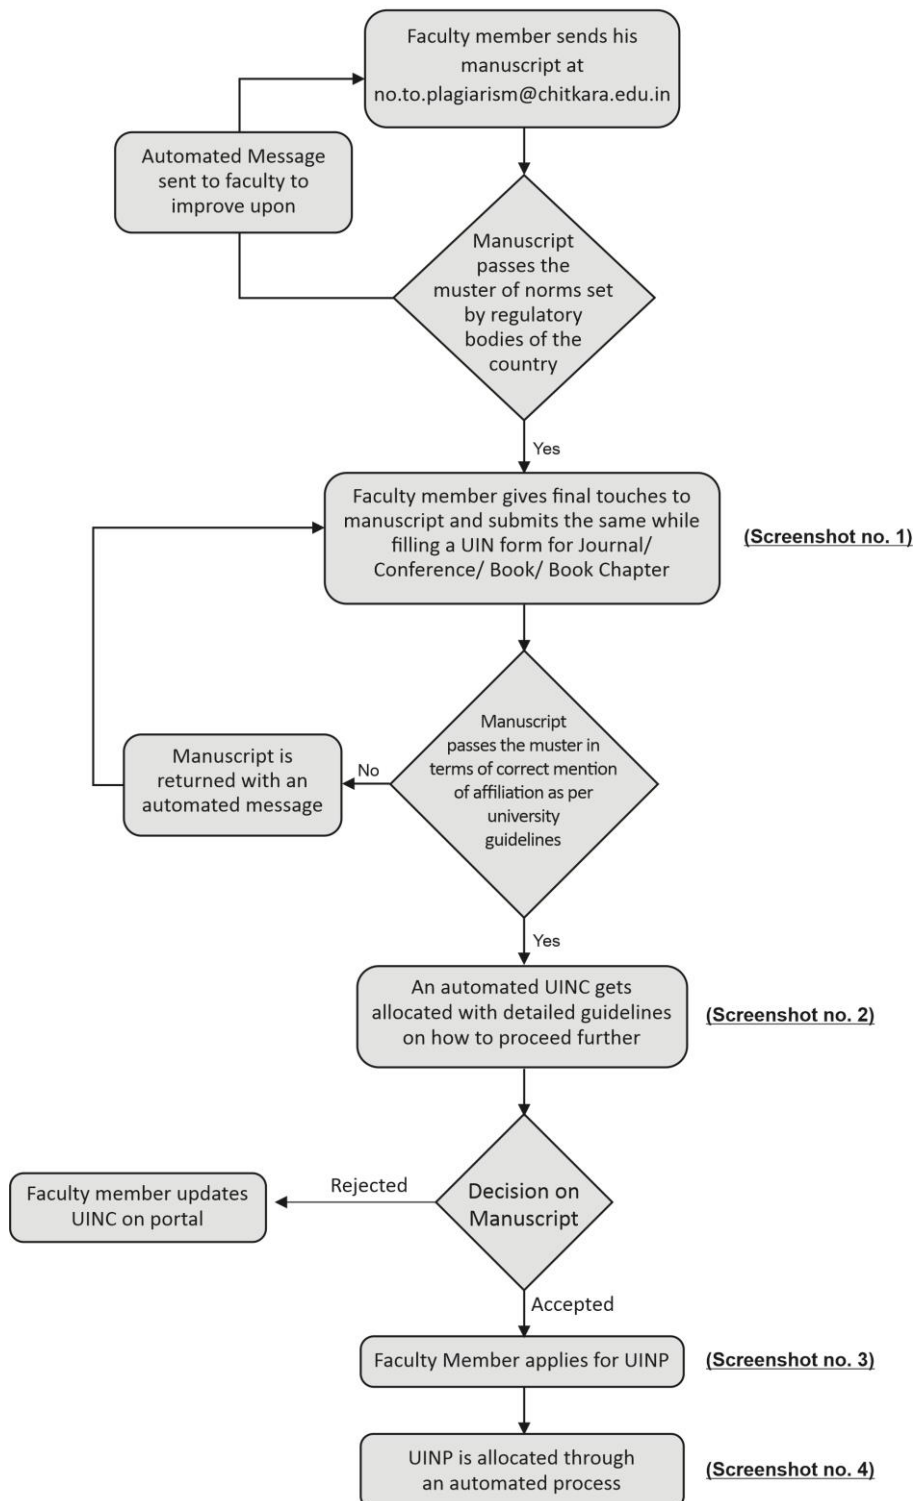 Faculty member sends his
manuscript at
no.to.plagiarism@chitkara.edu.in
Automated Message
sent to faculty to
improve upon
Manuscript
passes the
muster of norms set
by regulatory
bodies of the
country
Yes
Faculty member gives final touches to
manuscript and submits the same while
filling a UIN form for Journal/
Conference/ Book/ Book Chapter
(Screenshot no. 1)
Manuscript
passes the muster in
terms of correct mention
of affiliation as per
university
guidelines
No
Manuscript is
returned with an
automated message
Yes
An automated UINC gets
allocated with detailed guidelines
on how to proceed further
(Screenshot no. 2)
Decision on
Manuscript
Rejected
Faculty member updates
UINC on portal
Accepted
Faculty Member applies for UINP
(Screenshot no. 3)
UINP is allocated through
an automated process
(Screenshot no. 4)